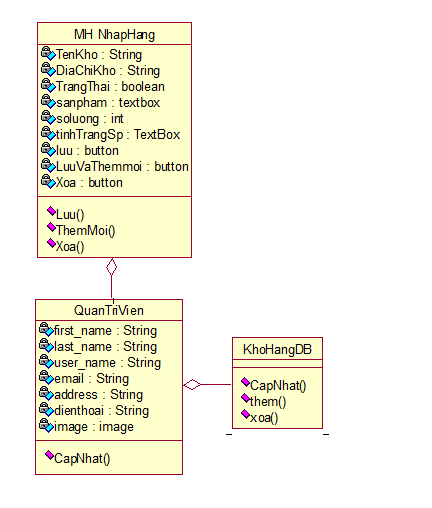 MH NhapHang
TenKho : String
DiaChiKho : String
TrangThai : boolean
sanpham : textbox
soluong : int
tinhTrangSp : TextBox
luu : button
LuuVaThemmoi : button
Xoa : button
Luu()
ThemMoi()
Xoa()
QuanTriVien
first_name : String
last_name : String
user_name : String
email : String
address : String
dienthoai : String
image : image
CapNhat()
KhoHangDB
CapNhat()
them()
xoa()